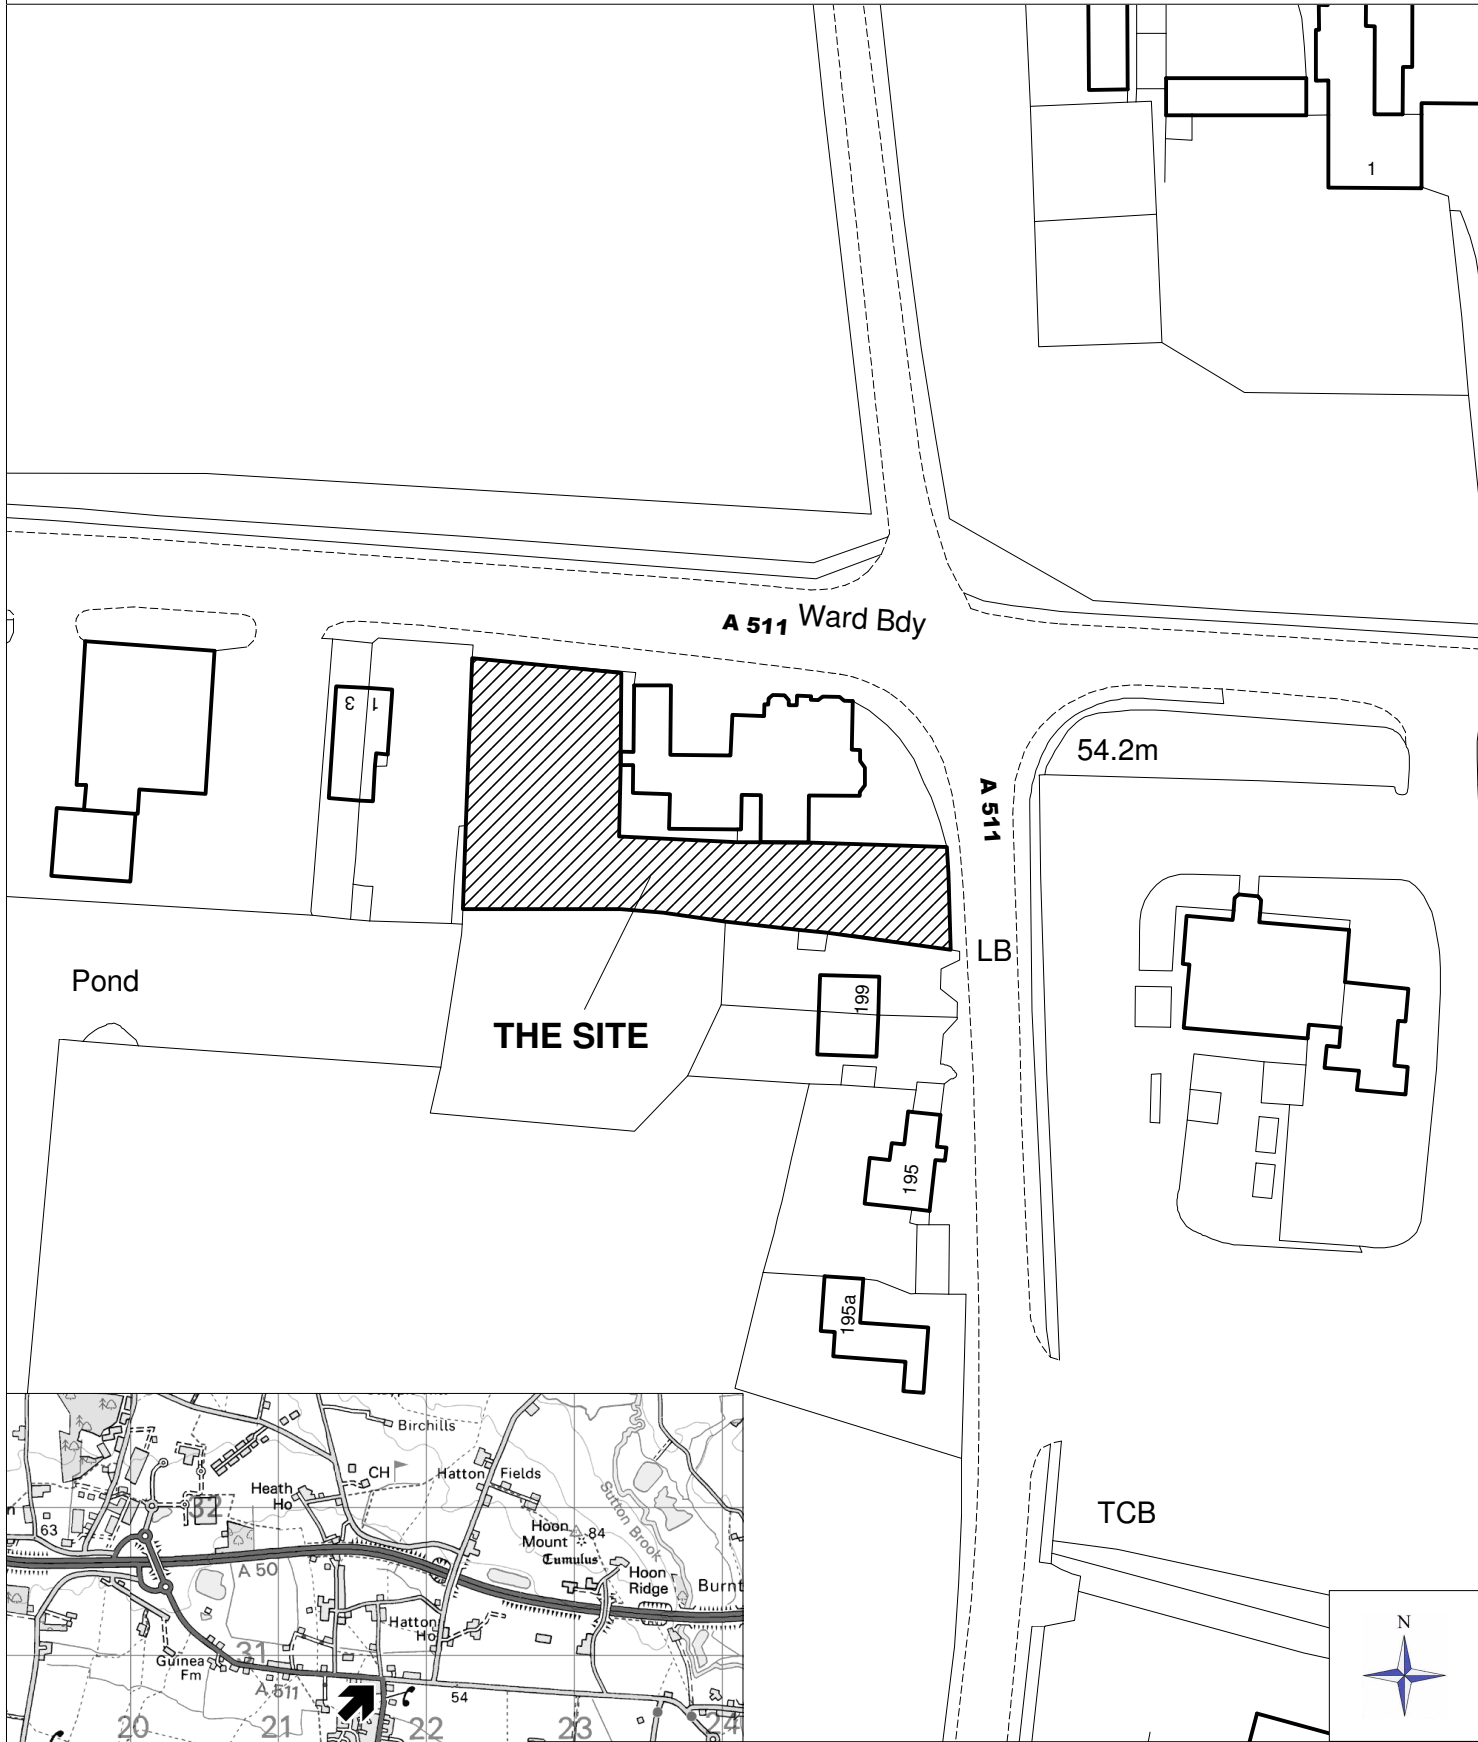 1
A 511 Ward Bdy
3 1
54.2m
A 511
LB
Pond
199
THE SITE
195
195a
Birchills
CH
Hatton Fields
Heath
Ho
32
63
Hoon
Mount
84
Tumulus
Sutton Brook
A 50
Hoon
Ridge
Burnt
Hatton
Ho
31
Guinea
Fm
A 511
54
20
21
22
23
24
TCB
N